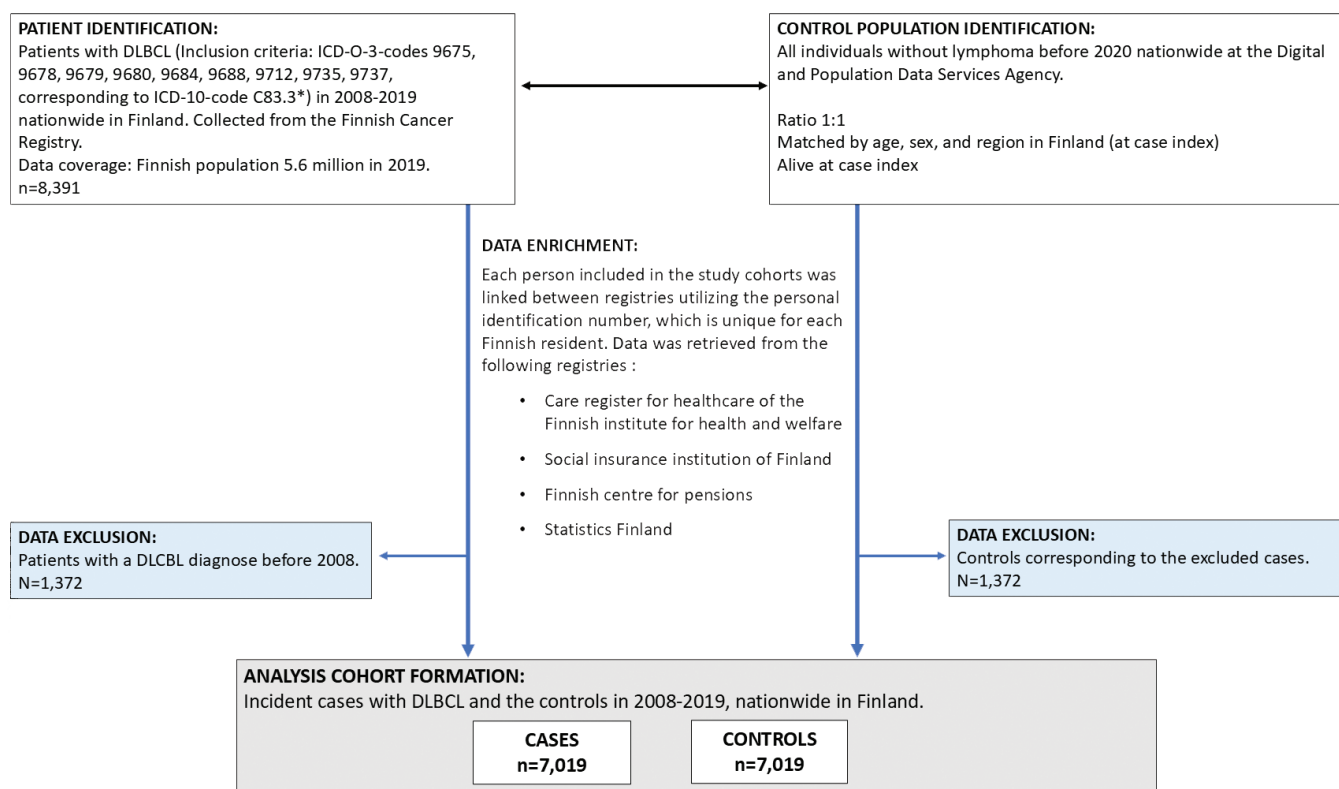 PATIENT IDENTIFICATION:
Patients with DLBCL (Inclusion criteria: ICD-O-3-codes 9675,
9678, 9679, 9680, 9684, 9688, 9712, 9735, 9737,
corresponding to ICD-10-code C83.3*) in 2008-2019
nationwide in Finland. Collected from the Finnish Cancer
Registry.
Data coverage: Finnish population 5.6 million in 2019.
n=8,391
CONTROL POPULATION IDENTIFICATION:
All individuals without lymphoma before 2020 nationwide at the Digital
and Population Data Services Agency.
Ratio 1:1
Matched by age, sex, and region in Finland (at case index)
Alive at case index
DATA ENRICHMENT:
Each person included in the study cohorts was
linked between registries utilizing the personal
identification number, which is unique for each
Finnish resident. Data was retrieved from the
following registries :
• Care register for healthcare of the
Finnish institute for health and welfare
• Social insurance institution of Finland
• Finnish centre for pensions
• Statistics Finland
DATA EXCLUSION:
Patients with a DLCBL diagnose before 2008.
N=1,372
DATA EXCLUSION:
Controls corresponding to the excluded cases.
N=1,372
ANALYSIS COHORT FORMATION:
Incident cases with DLBCL and the controls in 2008-2019, nationwide in Finland.
CASES
n=7,019
CONTROLS
n=7,019